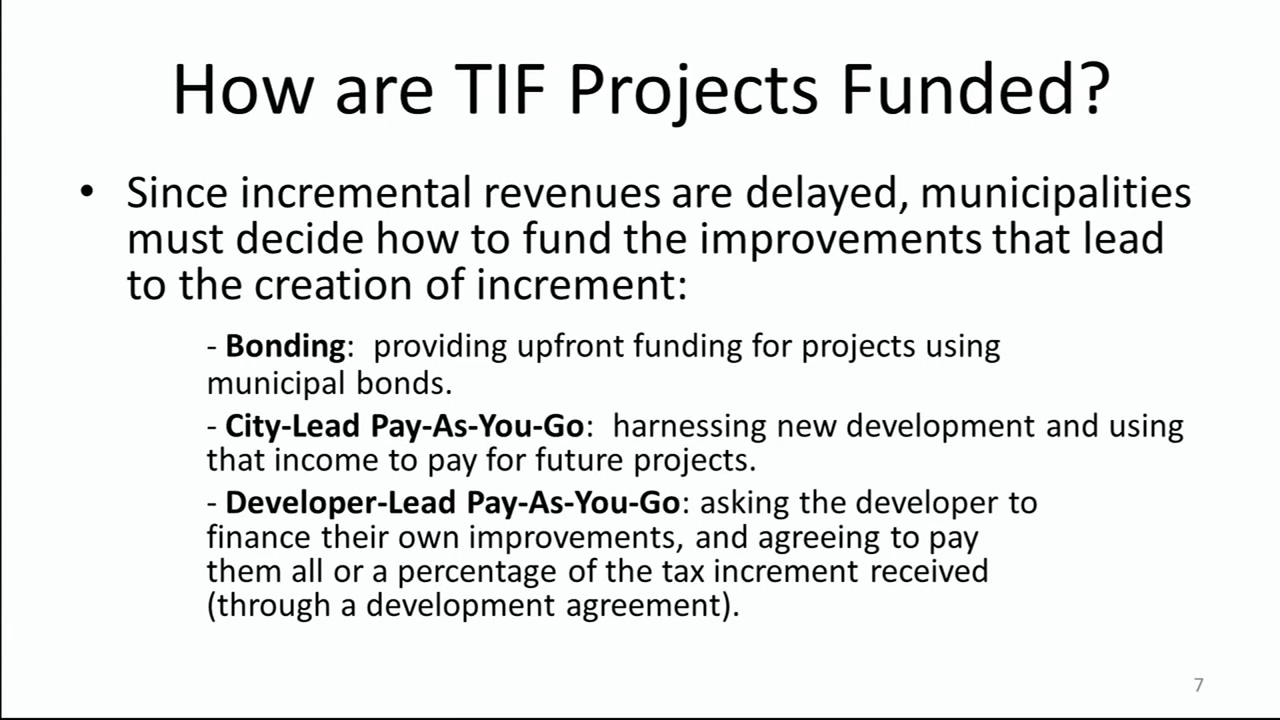 How are TIF Projects Funded?
• Since incremental revenues are delayed, municipalities
must decide how to fund the improvements that lead
to the creation of increment:
- Bonding:  providing upfront funding for projects using
municipal bonds.
- City-Lead Pay-As-You-Go:  harnessing new development and using
that income to pay for future projects.
- Developer-Lead Pay-As-You-Go: asking the developer to
finance their own improvements, and agreeing to pay
them all or a percentage of the tax increment received
(through a development agreement).
7